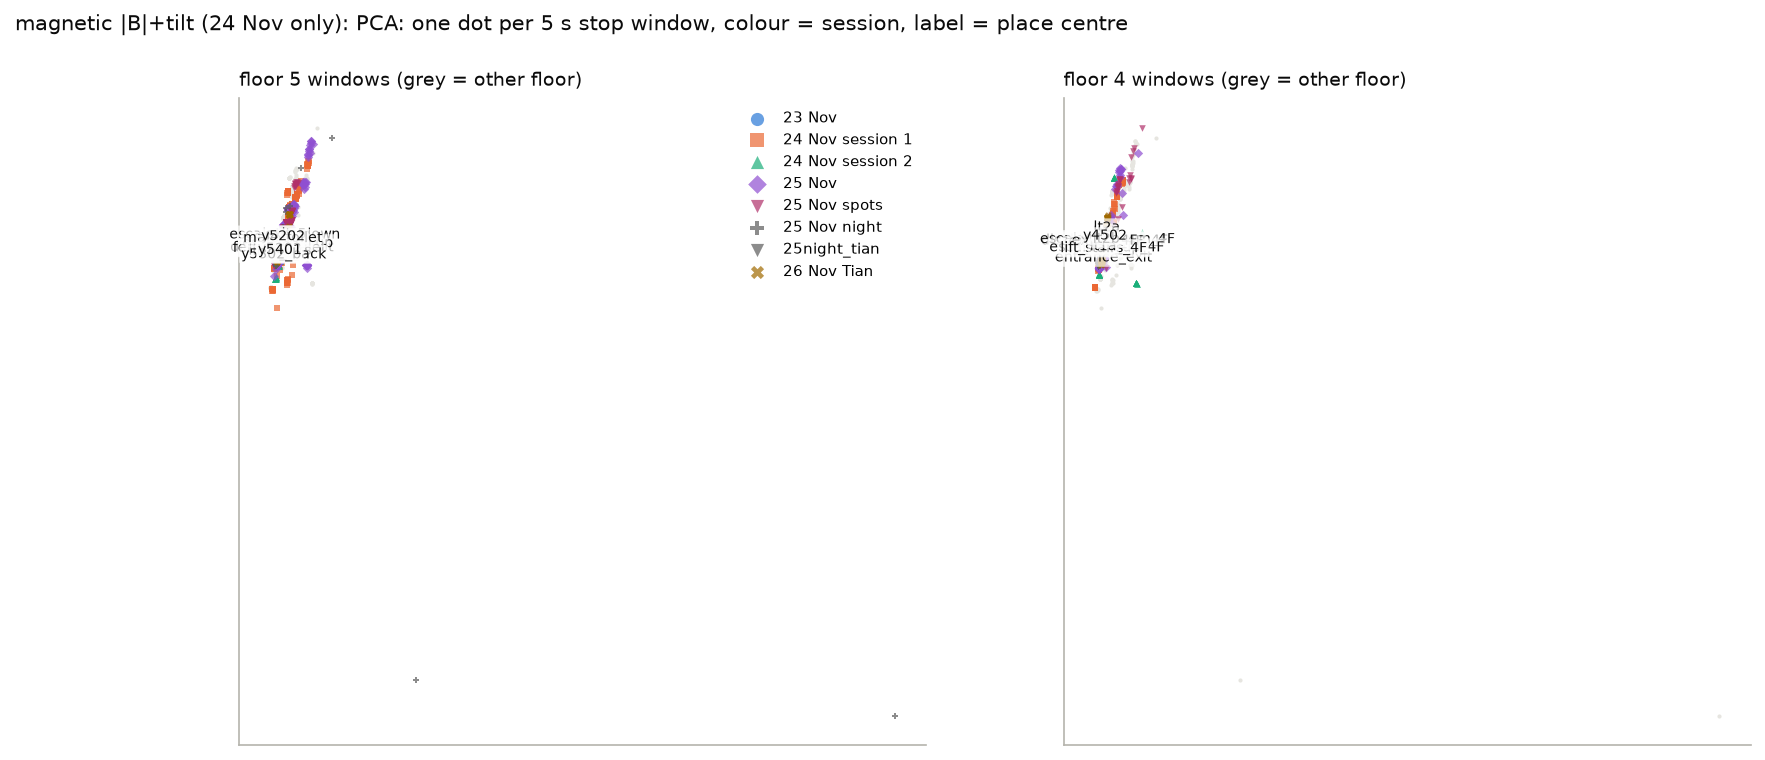 magnetic |B|+tilt (24 Nov only): PCA: one dot per 5 s stop window, colour = session, label = place centre
floor 5 windows (grey = other floor)
floor 4 windows (grey = other floor)
23 Nov
24 Nov session 1
24 Nov session 2
25 Nov
25 Nov spots
25 Nov night
25night_tian
26 Nov Tian
y5202
y5401
lt2a
y4502
entrance_exit